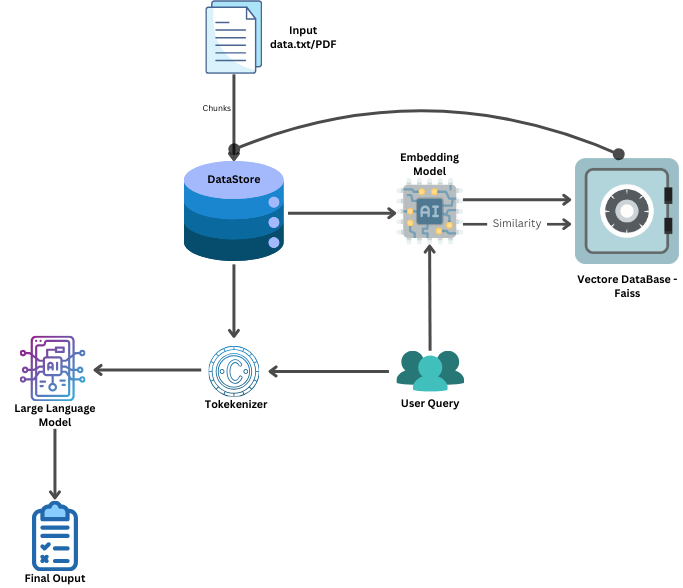 Input
data.txt/PDF
Chunks
DataStore
Embedding
Model
AI
Similarity
Vectore DataBase -
Faiss
AI
Large Language
Model
C
Tokekenizer
User Query
Final Ouput